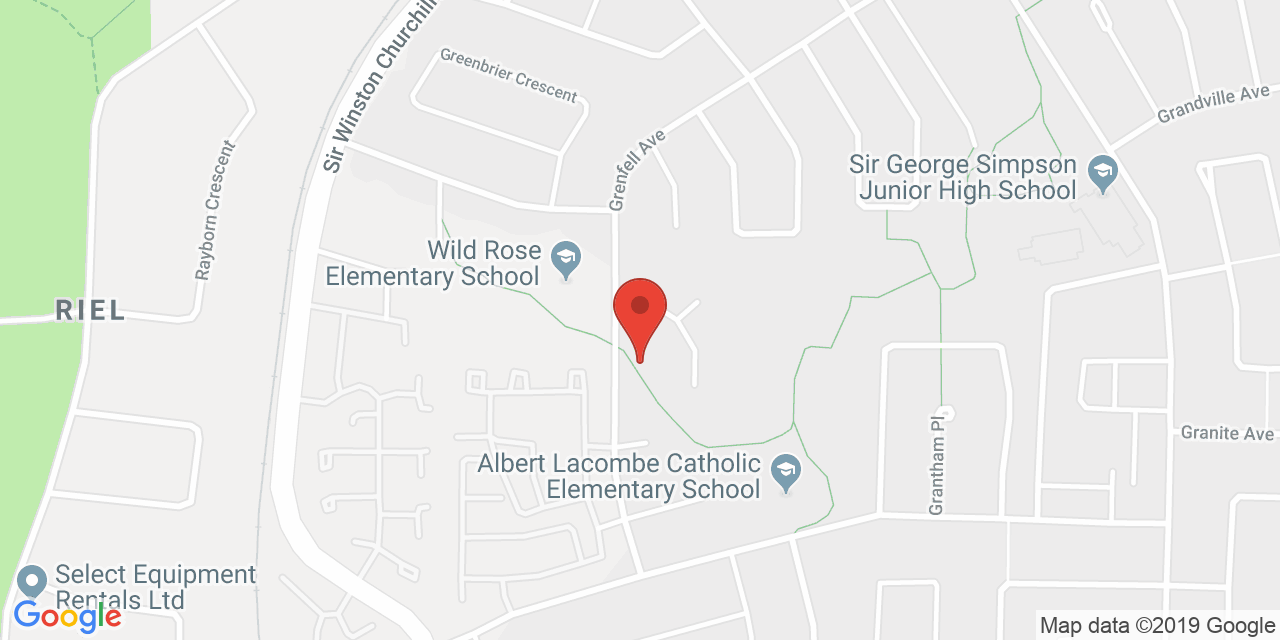 Sir Winston Churchill
Greenbrier Crescent
Grandville Ave
Grenfell Ave
Rayborn Crescent
Sir George Simpson
Junior High School
Wild Rose
Elementary School
RIEL
Grantham Pl
Granite Ave
Albert Lacombe Catholic
Elementary School
Select Equipment
Rentals Ltd
Google
Map data ©2019 Google